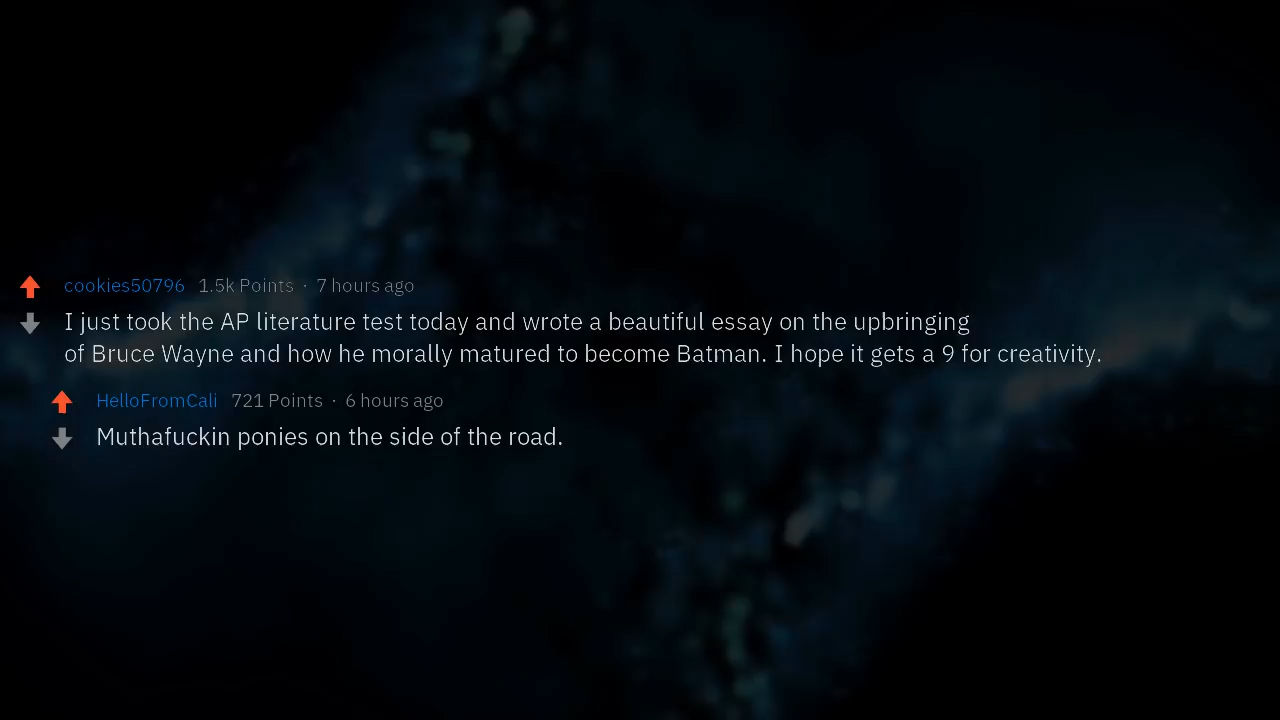 cookies50796 1.5k Points · 7 hours ago
I just took the AP literature test today and wrote a beautiful essay on the upbringing
of Bruce Wayne and how he morally matured to become Batman. I hope it gets a 9 for creativity.
HelloFromCali 721 Points · 6 hours ago
Muthafuckin ponies on the side of the road.